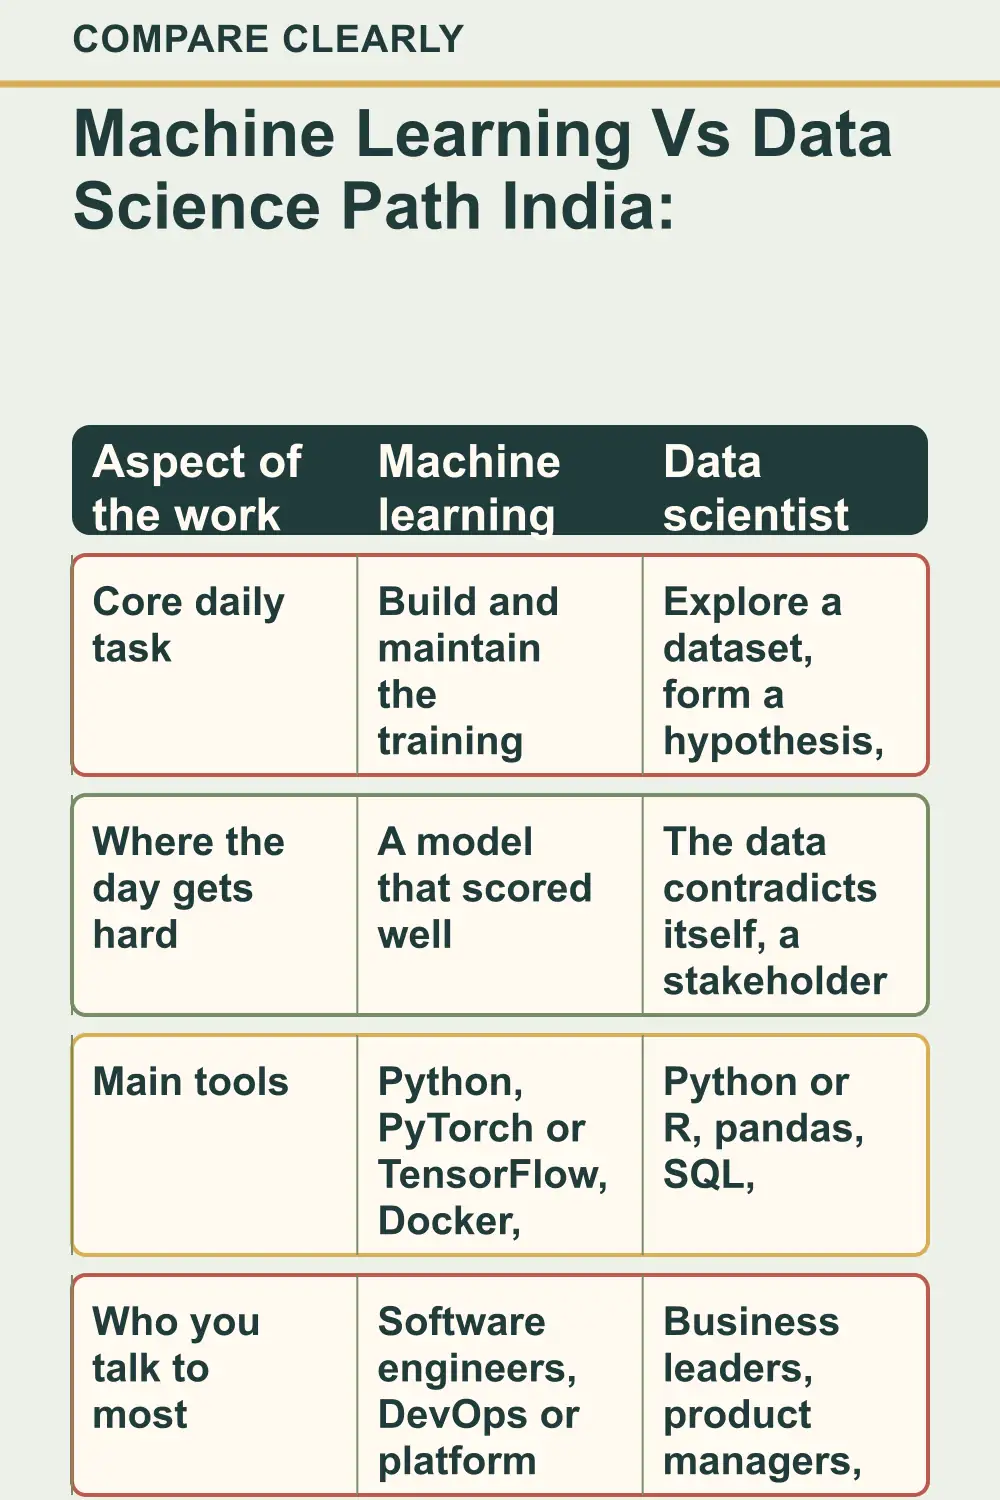 COMPARE CLEARLY
Machine Learning Vs Data
Science Path India:
Aspect of
the work
Machine
learning
Data
scientist
Core daily
task
Build and
maintain
the
training
Explore a
dataset,
form a
hypothesis,
Where the
day gets
hard
A model
that scored
well
The data
contradicts
itself, a
stakeholder
Main tools
Python,
PyTorch or
TensorFlow,
Docker,
Python or
R, pandas,
SQL,
Who you
talk to
most
Software
engineers,
DevOps or
platform
Business
leaders,
product
managers,